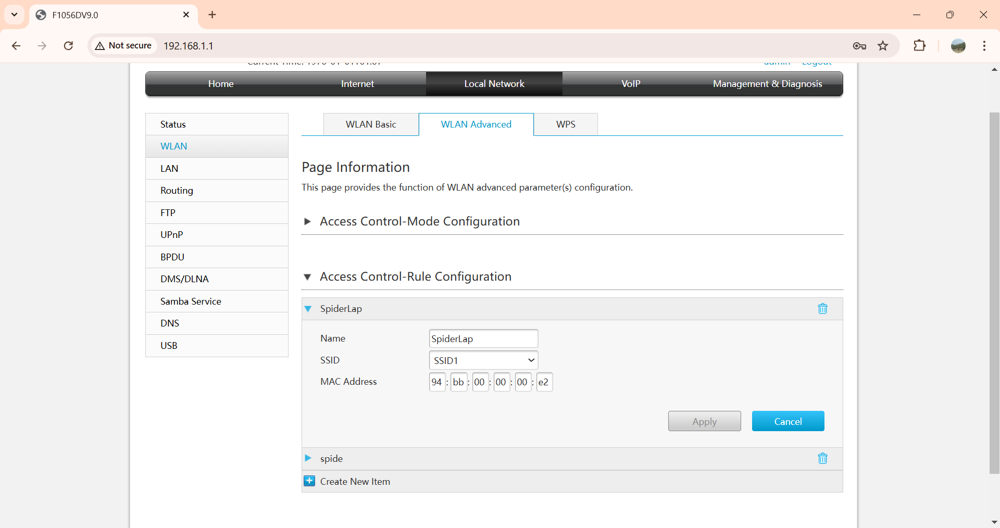 F1056DV9.0
Not secure 192.168.1.1
Home Internet Local Network VoIP Management & Diagnosis
Status
WLAN
LAN
Routing
FTP
UPnP
BPDU
DMS/DLNA
Samba Service
DNS
USB
WLAN Basic WLAN Advanced WPS
Page Information
This page provides the function of WLAN advanced parameter(s) configuration.
Access Control-Mode Configuration
Access Control-Rule Configuration
SpiderLap
Name SpiderLap
SSID SSID1
MAC Address 94 : bb : 00 : 00 : 00 : e2
Apply Cancel
spide
Create New Item